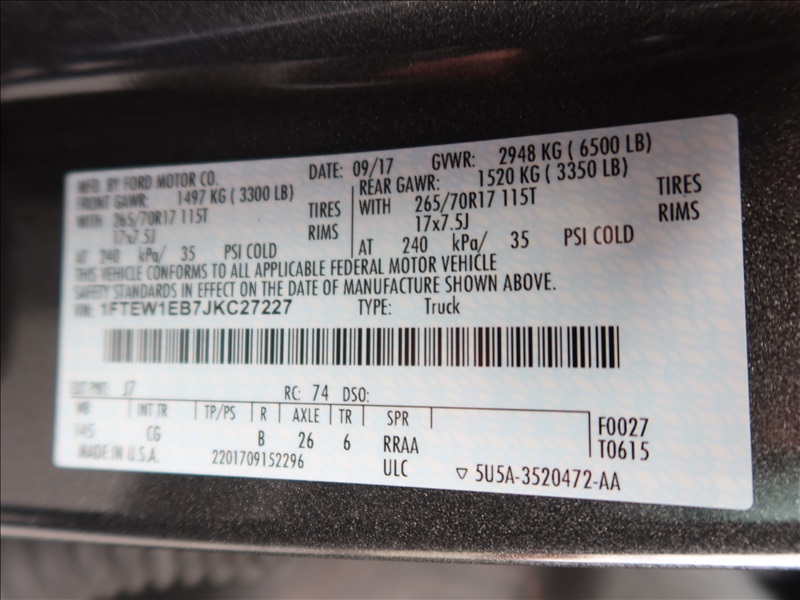 MFD. BY FORD MOTOR CO. DATE: 09/17 GVWR: 2948 KG ( 6500 LB)
FRONT GAWR: 1497 KG ( 3300 LB) REAR GAWR: 1520 KG ( 3350 LB)
WITH 265/70R17 115T TIRES WITH 265/70R17 115T TIRES
17x7.5J RIMS 17x7.5J RIMS
AT 240 kPa/ 35 PSI COLD AT 240 kPa/ 35 PSI COLD
THIS VEHICLE CONFORMS TO ALL APPLICABLE FEDERAL MOTOR VEHICLE
SAFETY STANDARDS IN EFFECT ON THE DATE OF MANUFACTURE SHOWN ABOVE.
VIN: 1FTEW1EB7JKC27227 TYPE: Truck
EXT PNT: J7 RC: 74 DSO:
WB INT TR TP/PS R AXLE TR SPR F0027
145 CG B 26 6 RRAA T0615
MADE IN U.S.A. 2201709152296 ULC ▽ 5U5A-3520472-AA